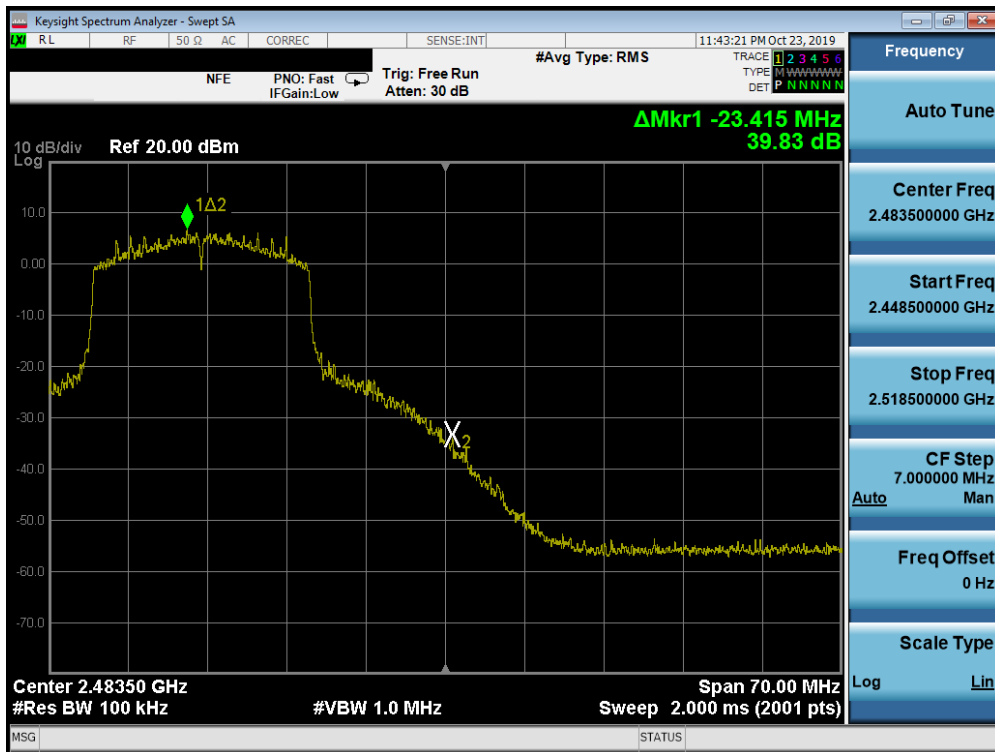 Keysight Spectrum Analyzer - Swept SA
LXI RL RF 50 Ω AC CORREC SENSE:INT 11:43:21 PM Oct 23, 2019
NFE PNO: Fast Trig: Free Run #Avg Type: RMS TRACE 1 2 3 4 5 6
IFGain:Low Atten: 30 dB TYPE M W W W W W
DET P N N N N N
ΔMkr1 -23.415 MHz
39.83 dB
10 dB/div Ref 20.00 dBm
Log
1Δ2
10.0
0.00
-10.0
-20.0
-30.0
X2
-40.0
-50.0
-60.0
-70.0
Center 2.48350 GHz Span 70.00 MHz
#Res BW 100 kHz #VBW 1.0 MHz Sweep 2.000 ms (2001 pts)
MSG STATUS
Frequency
Auto Tune
Center Freq
2.483500000 GHz
Start Freq
2.448500000 GHz
Stop Freq
2.518500000 GHz
CF Step
7.000000 MHz
Auto Man
Freq Offset
0 Hz
Scale Type
Log Lin